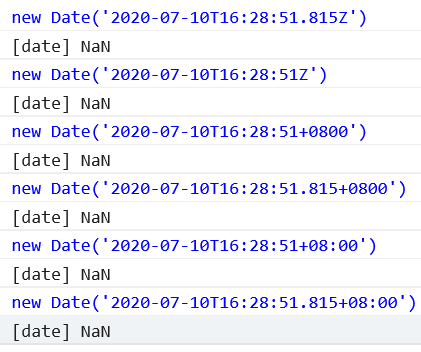 new Date('2020-07-10T16:28:51.815Z')
[date] NaN
new Date('2020-07-10T16:28:51Z')
[date] NaN
new Date('2020-07-10T16:28:51+0800')
[date] NaN
new Date('2020-07-10T16:28:51.815+0800')
[date] NaN
new Date('2020-07-10T16:28:51+08:00')
[date] NaN
new Date('2020-07-10T16:28:51.815+08:00')
[date] NaN